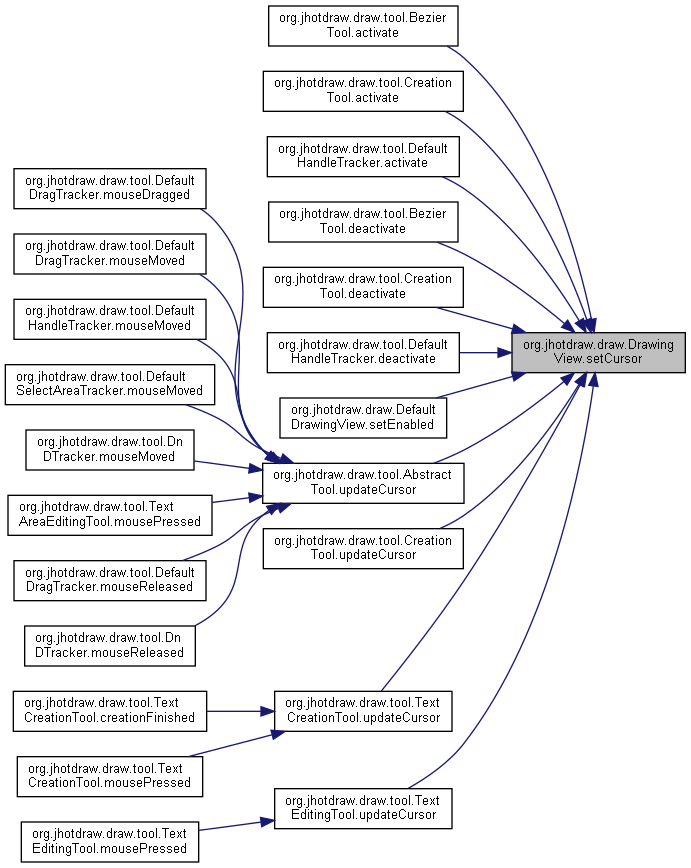 org.jhotdraw.draw.tool.Bezier
Tool.activate
org.jhotdraw.draw.tool.Creation
Tool.activate
org.jhotdraw.draw.tool.Default
HandleTracker.activate
org.jhotdraw.draw.tool.Default
DragTracker.mouseDragged
org.jhotdraw.draw.tool.Bezier
Tool.deactivate
org.jhotdraw.draw.tool.Default
DragTracker.mouseMoved
org.jhotdraw.draw.tool.Creation
Tool.deactivate
org.jhotdraw.draw.tool.Default
HandleTracker.mouseMoved
org.jhotdraw.draw.tool.Default
HandleTracker.deactivate
org.jhotdraw.draw.Drawing
View.setCursor
org.jhotdraw.draw.tool.Default
SelectAreaTracker.mouseMoved
org.jhotdraw.draw.Default
DrawingView.setEnabled
org.jhotdraw.draw.tool.Dn
DTracker.mouseMoved
org.jhotdraw.draw.tool.Abstract
Tool.updateCursor
org.jhotdraw.draw.tool.Text
AreaEditingTool.mousePressed
org.jhotdraw.draw.tool.Creation
Tool.updateCursor
org.jhotdraw.draw.tool.Default
DragTracker.mouseReleased
org.jhotdraw.draw.tool.Dn
DTracker.mouseReleased
org.jhotdraw.draw.tool.Text
CreationTool.creationFinished
org.jhotdraw.draw.tool.Text
CreationTool.updateCursor
org.jhotdraw.draw.tool.Text
CreationTool.mousePressed
org.jhotdraw.draw.tool.Text
EditingTool.updateCursor
org.jhotdraw.draw.tool.Text
EditingTool.mousePressed